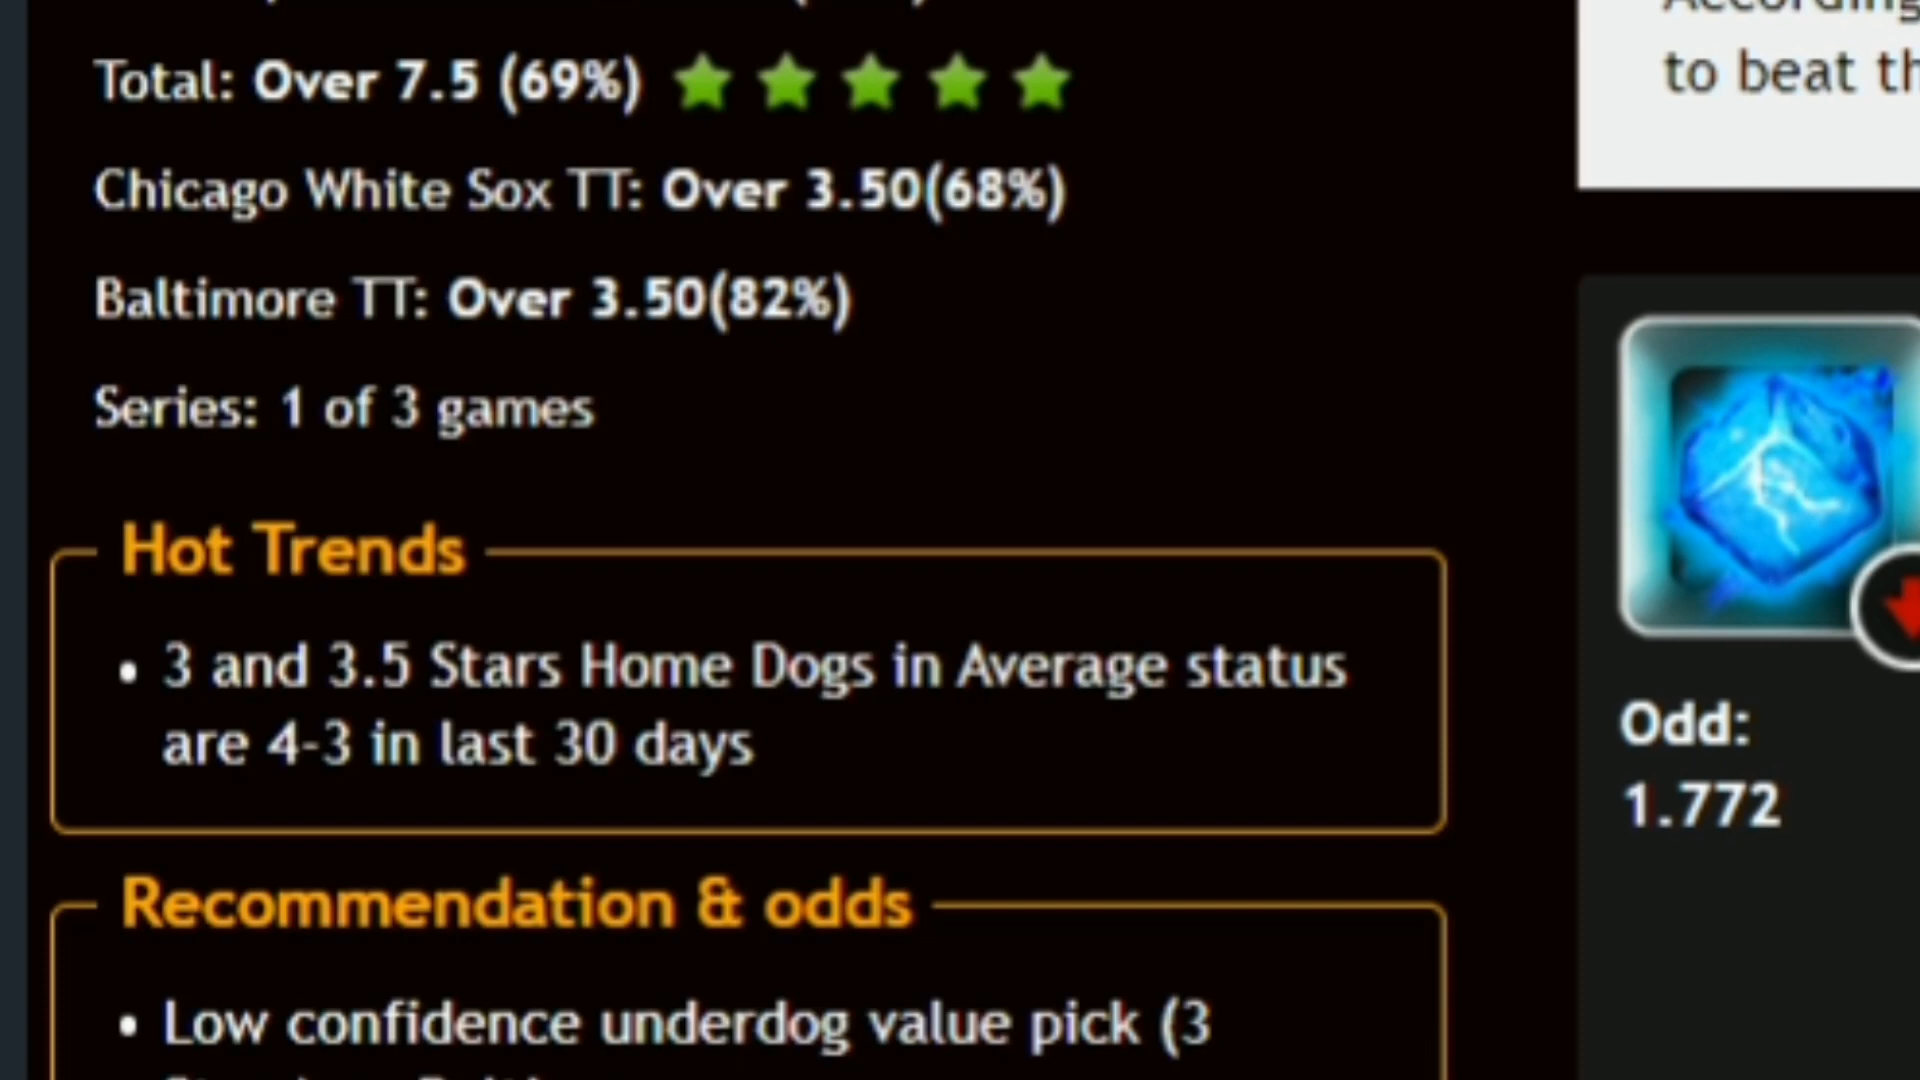 Total: Over 7.5 (69%)
Chicago White Sox TT: Over 3.50(68%)
Baltimore TT: Over 3.50(82%)
Series: 1 of 3 games
Hot Trends
• 3 and 3.5 Stars Home Dogs in Average status
are 4-3 in last 30 days
Recommendation & odds
• Low confidence underdog value pick (3
to beat
Odd:
1.772